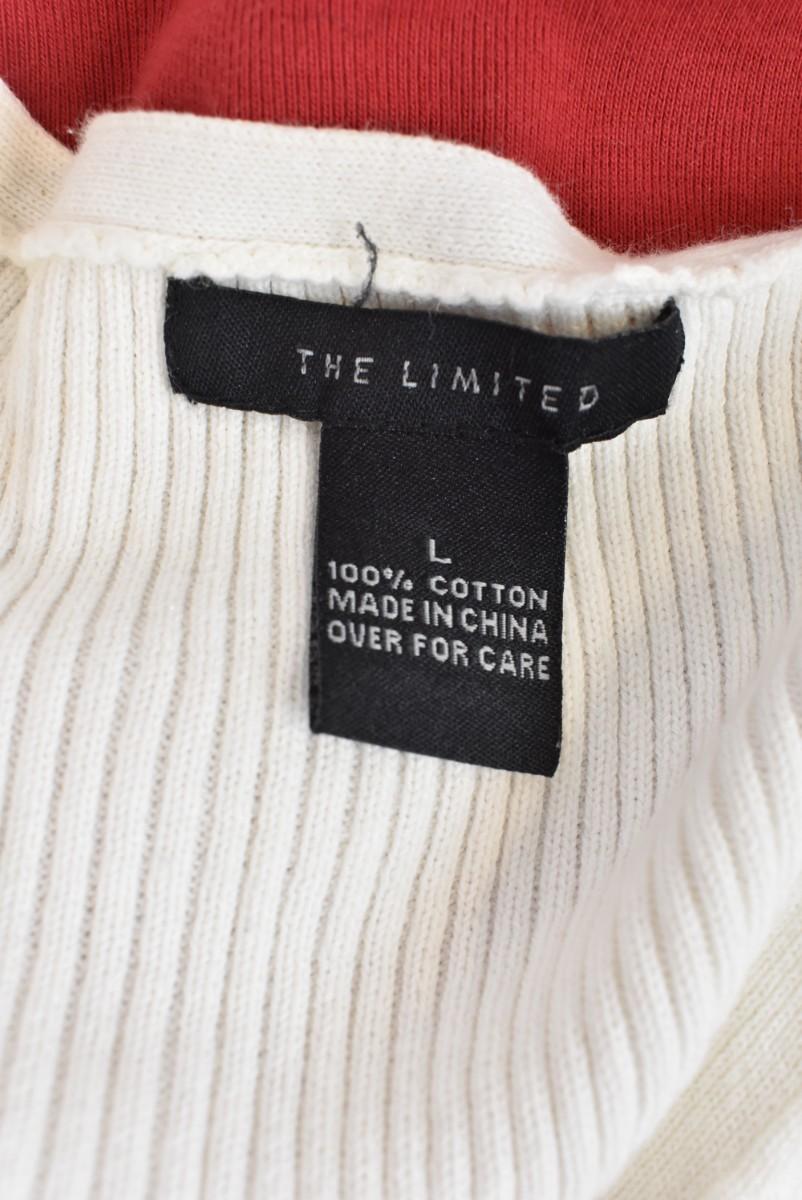 THE LIMITED
L
100% COTTON
MADE IN CHINA
OVER FOR CARE